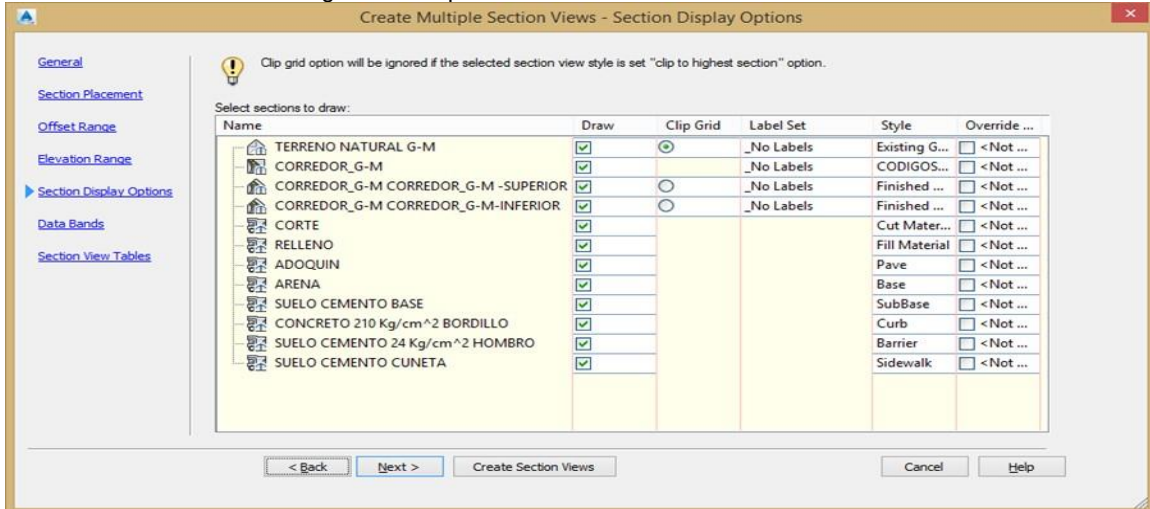 Create Multiple Section Views - Section Display Options
General
Section Placement
Offset Range
Elevation Range
Section Display Options
Data Bands
Section View Tables
Clip grid option will be ignored if the selected section view style is set "clip to highest section" option.
Select sections to draw:
Name Draw Clip Grid Label Set Style Override ...
TERRENO NATURAL G-M _No Labels Existing G... <Not ...
CORREDOR_G-M _No Labels CODIGOS... <Not ...
CORREDOR_G-M CORREDOR_G-M -SUPERIOR _No Labels Finished ... <Not ...
CORREDOR_G-M CORREDOR_G-M-INFERIOR _No Labels Finished ... <Not ...
CORTE Cut Mater... <Not ...
RELLENO Fill Material <Not ...
ADOQUIN Pave <Not ...
ARENA Base <Not ...
SUELO CEMENTO BASE SubBase <Not ...
CONCRETO 210 Kg/cm^2 BORDILLO Curb <Not ...
SUELO CEMENTO 24 Kg/cm^2 HOMBRO Barrier <Not ...
SUELO CEMENTO CUNETA Sidewalk <Not ...
< Back Next > Create Section Views Cancel Help